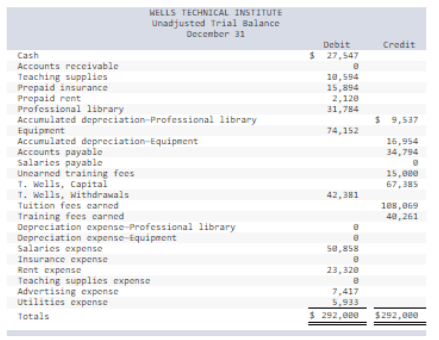 WELLS TECHNICAL INSTITUTE
Unadjusted Trial Balance
December 31
Debit Credit
Cash $ 27,547
Accounts receivable 0
Teaching supplies 10,594
Prepaid insurance 15,894
Prepaid rent 2,120
Professional library 31,784
Accumulated depreciation-Professional library $ 9,537
Equipment 74,152
Accumulated depreciation-Equipment 16,954
Accounts payable 34,794
Salaries payable 0
Unearned training fees 15,000
T. Wells, Capital 67,385
T. Wells, Withdrawals 42,381
Tuition fees earned 108,069
Training fees earned 40,261
Depreciation expense-Professional library 0
Depreciation expense-Equipment 0
Salaries expense 50,858
Insurance expense 0
Rent expense 23,320
Teaching supplies expense 0
Advertising expense 7,417
Utilities expense 5,933
Totals $ 292,000 $292,000